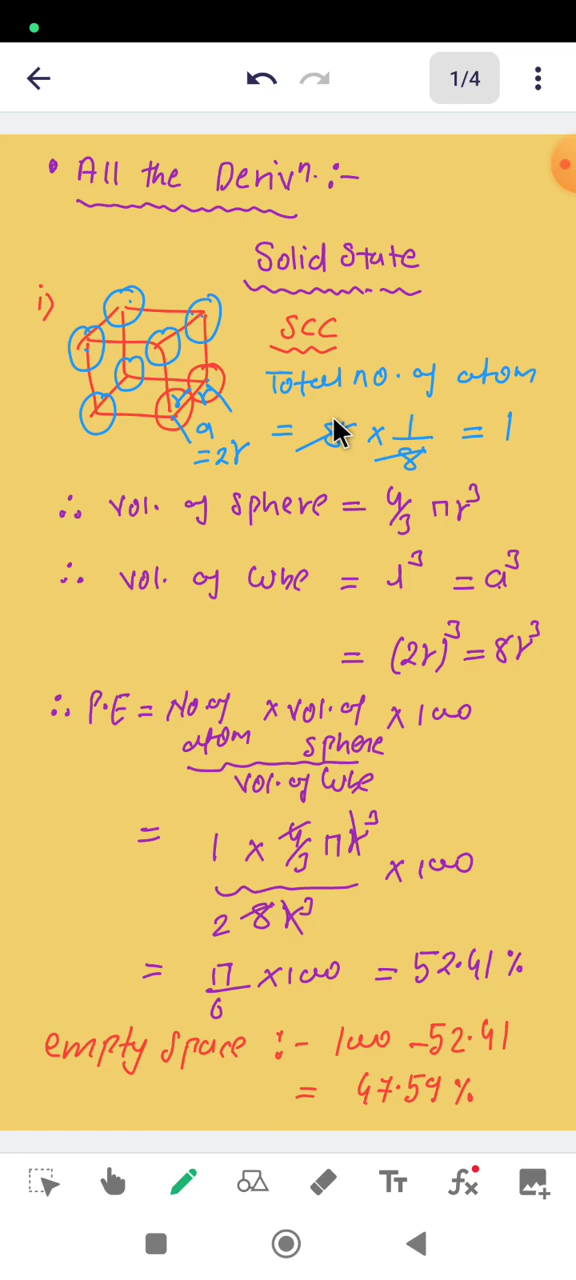 1/4
• All the Derivⁿ. :-
Solid State
i)
SCC
Total no. of atom
= 8 × 1/8 = 1
r r
a
=2r
∴ vol. of sphere = 4/3 πr³
∴ vol. of cube = l³ = a³
= (2r)³ = 8r³
∴ P.E = No of atom × vol. of sphere / vol. of cube × 100
= 1 × 4/3 πr³ / 2 8r³ × 100
= π/6 × 100 = 52.41 %
empty space :- 100 - 52.41
= 47.59 %
Tт
fx